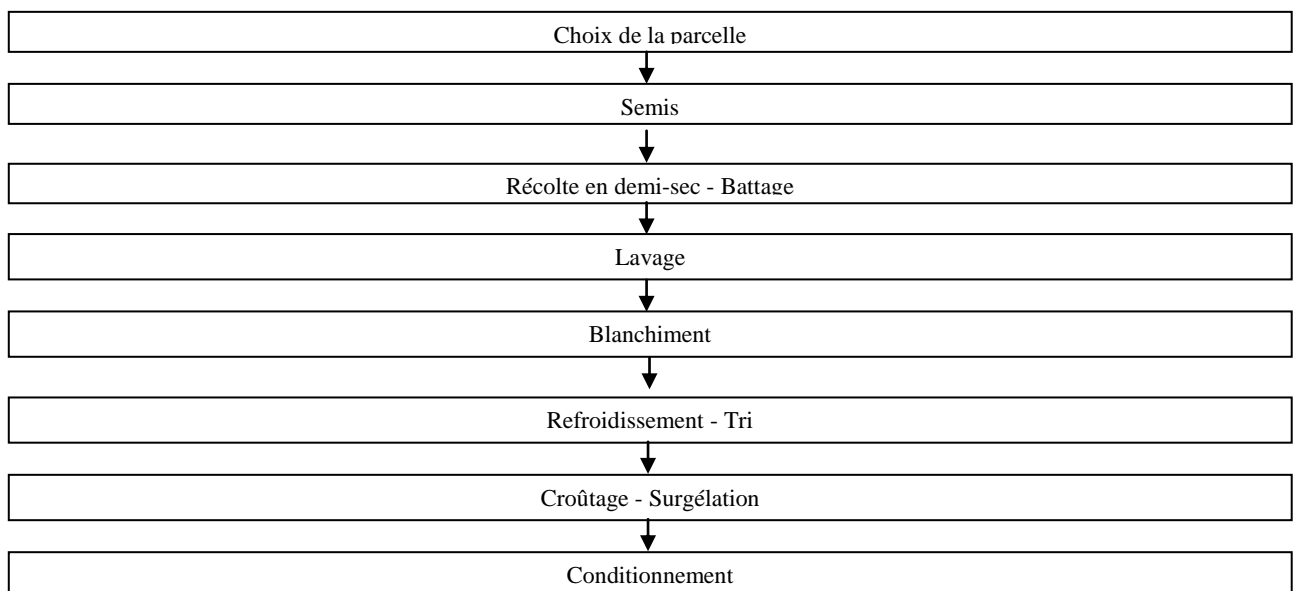 Choix de la parcelle
Semis
Récolte en demi-sec - Battage
Lavage
Blanchiment
Refroidissement - Tri
Croûtage - Surgélation
Conditionnement